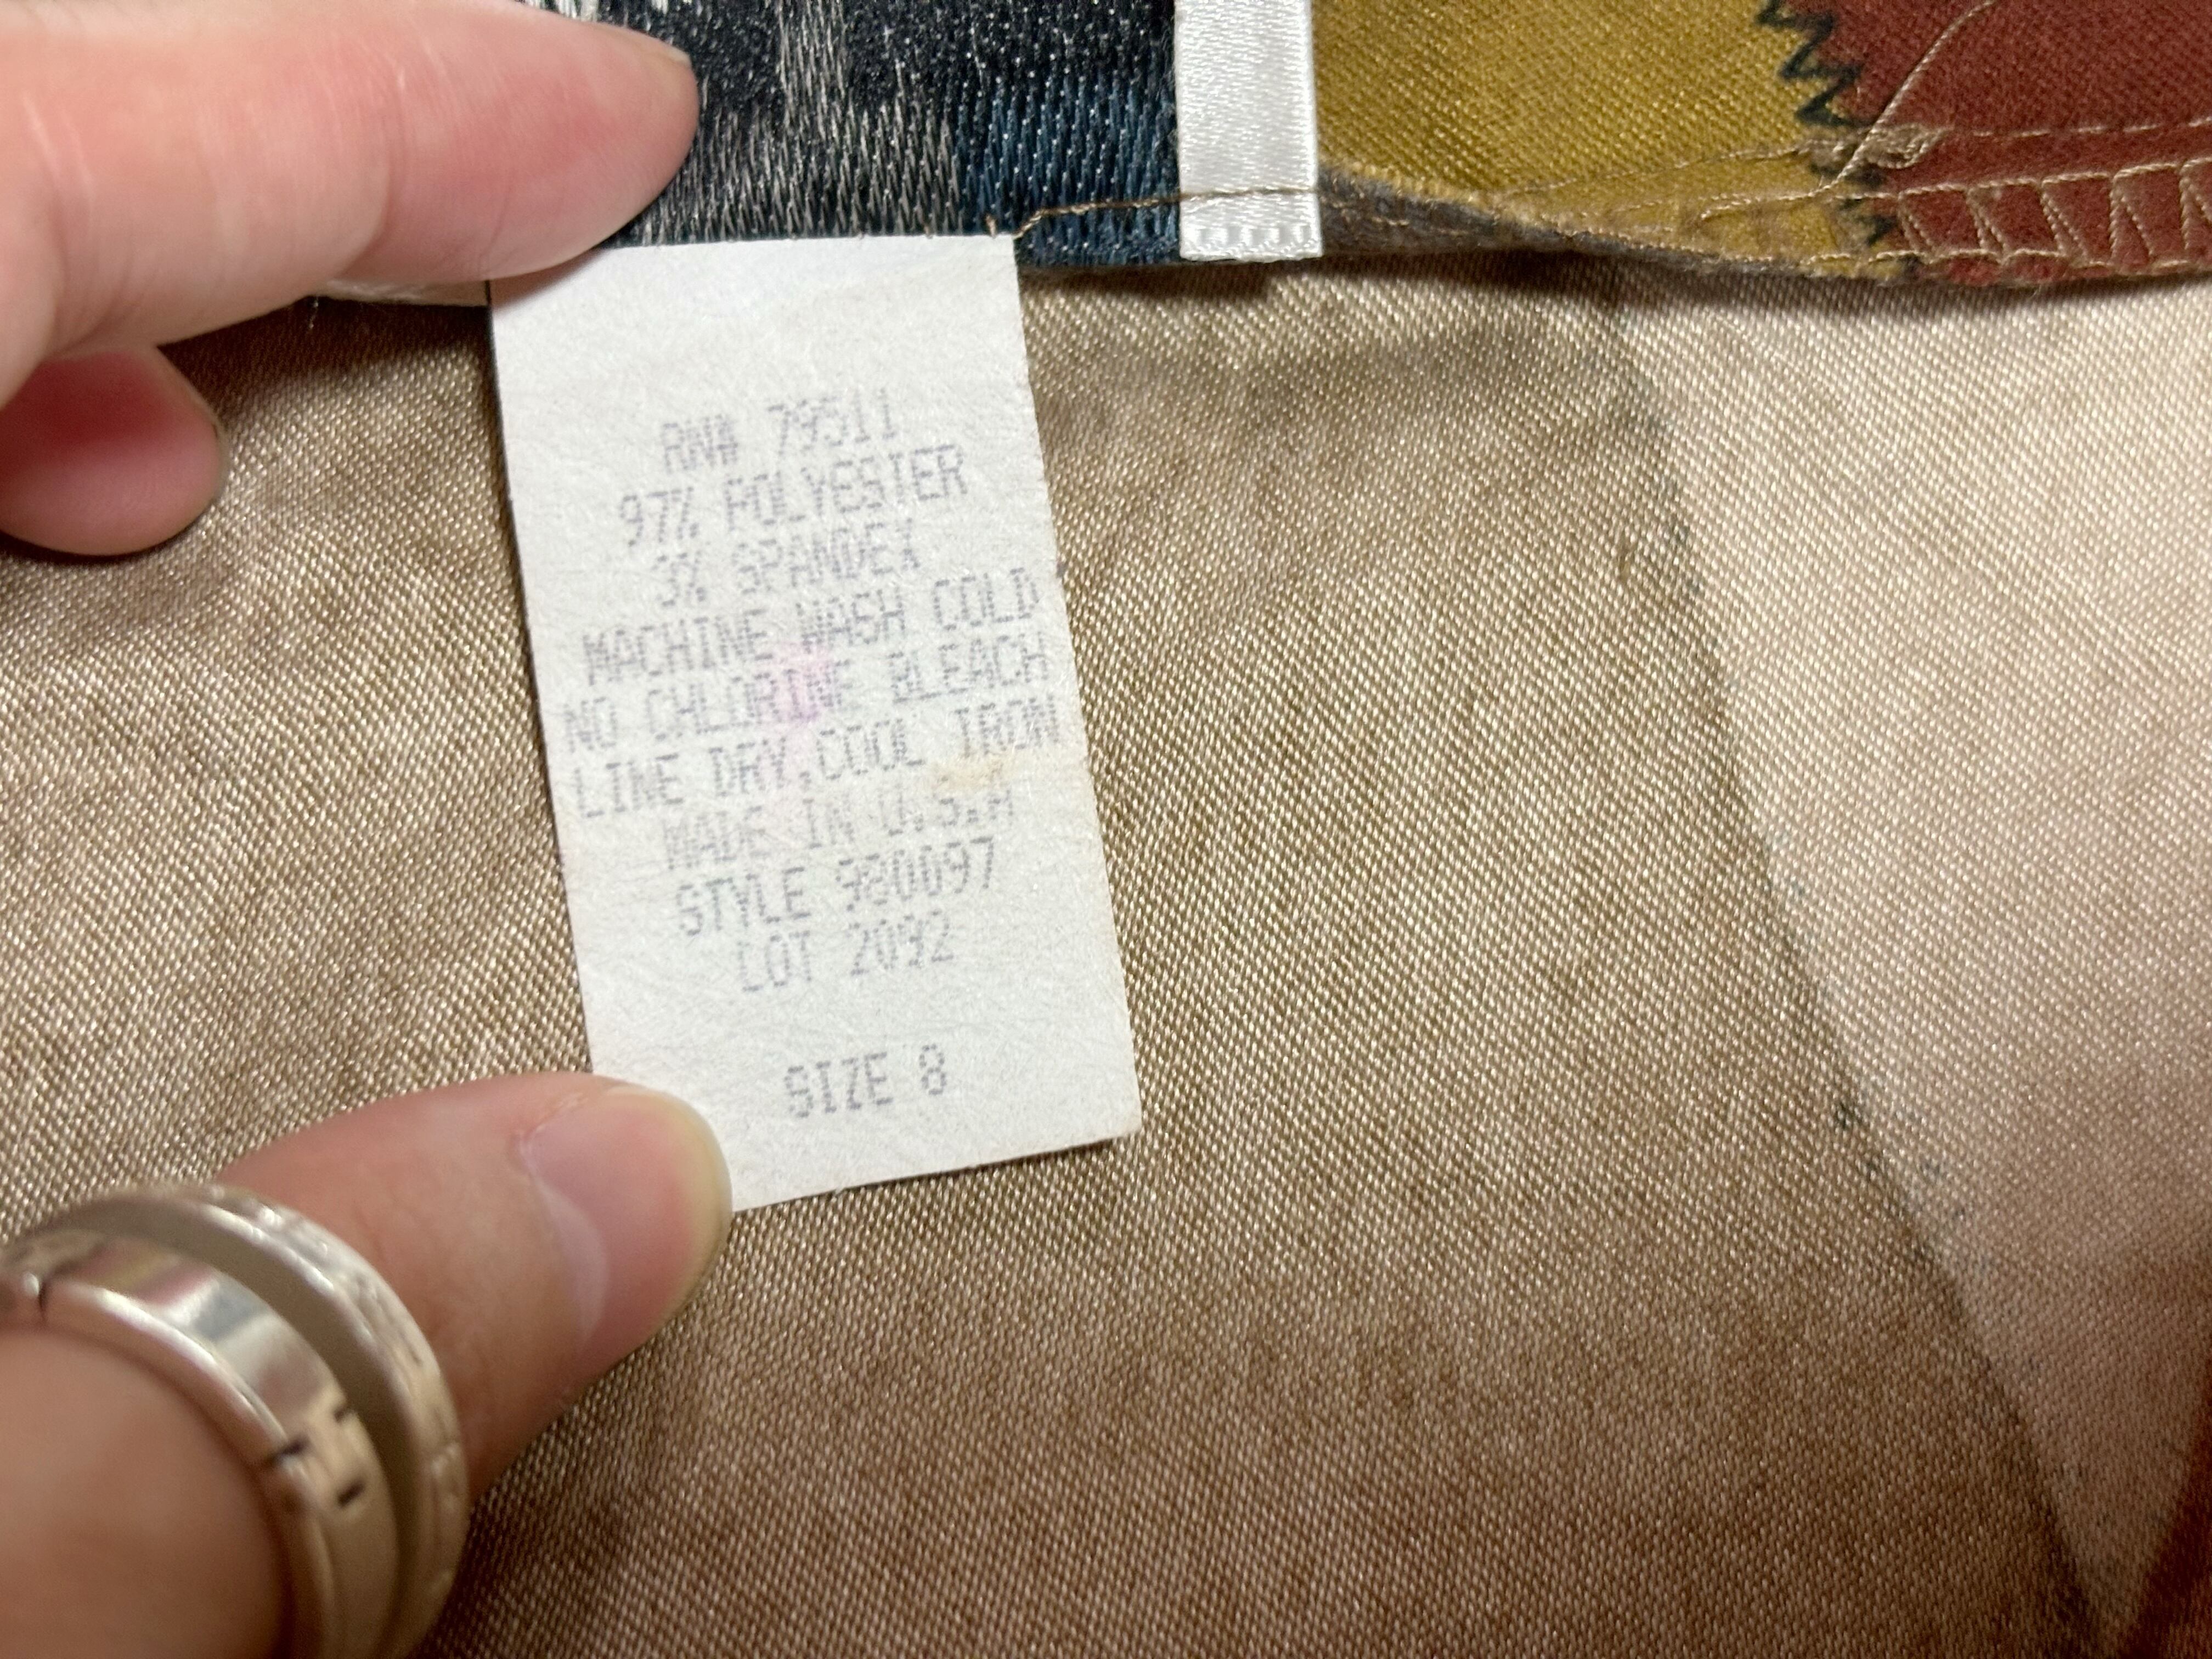 RN# 79511
97% POLYESTER
3% SPANDEX
MACHINE WASH COLD
NO CHLORINE BLEACH
LINE DRY,COOL IRON
MADE IN U.S.A
STYLE 980097
LOT 2092
SIZE 8